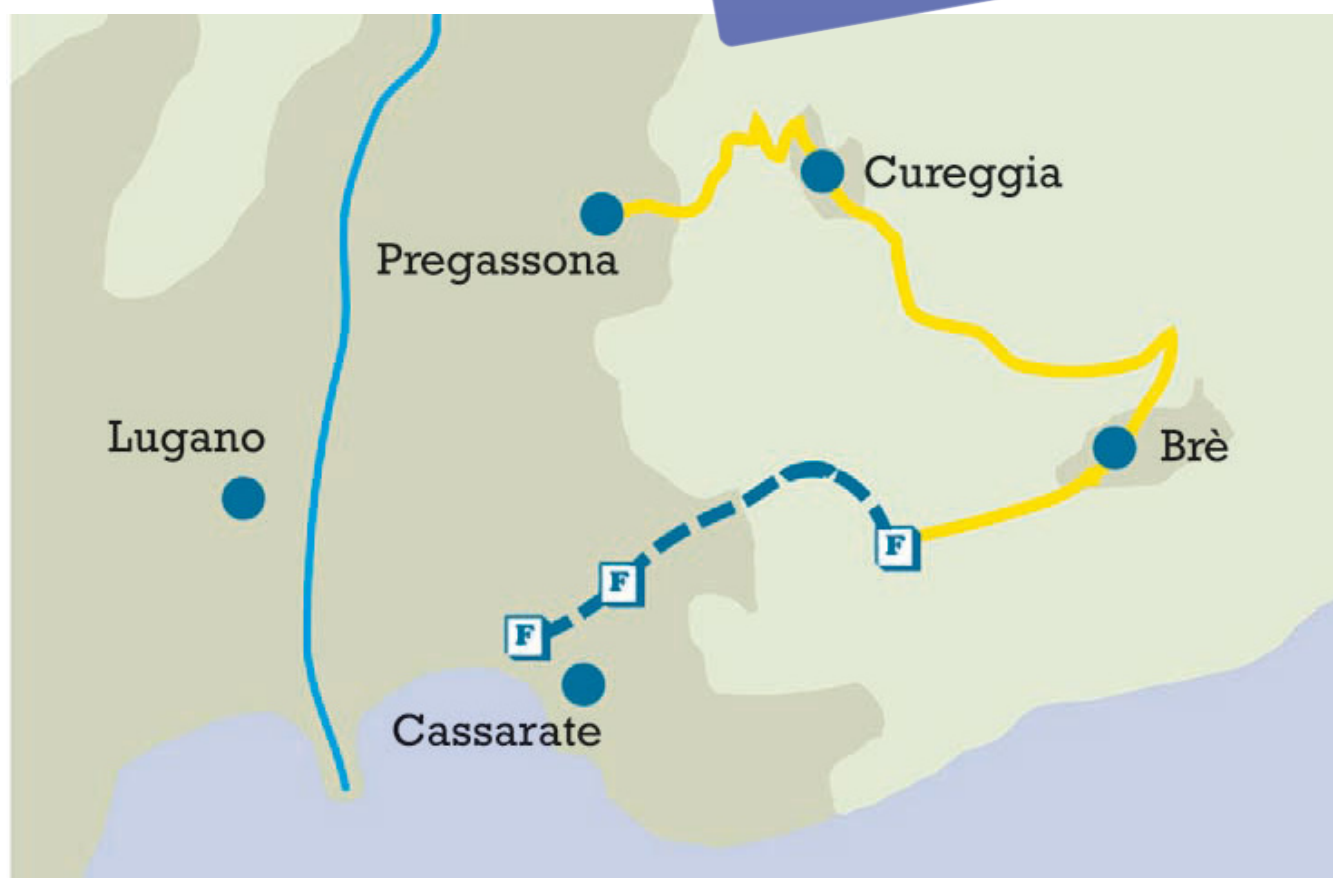 Cureggia
Pregassona
Lugano
Brè
F
F
F
Cassarate